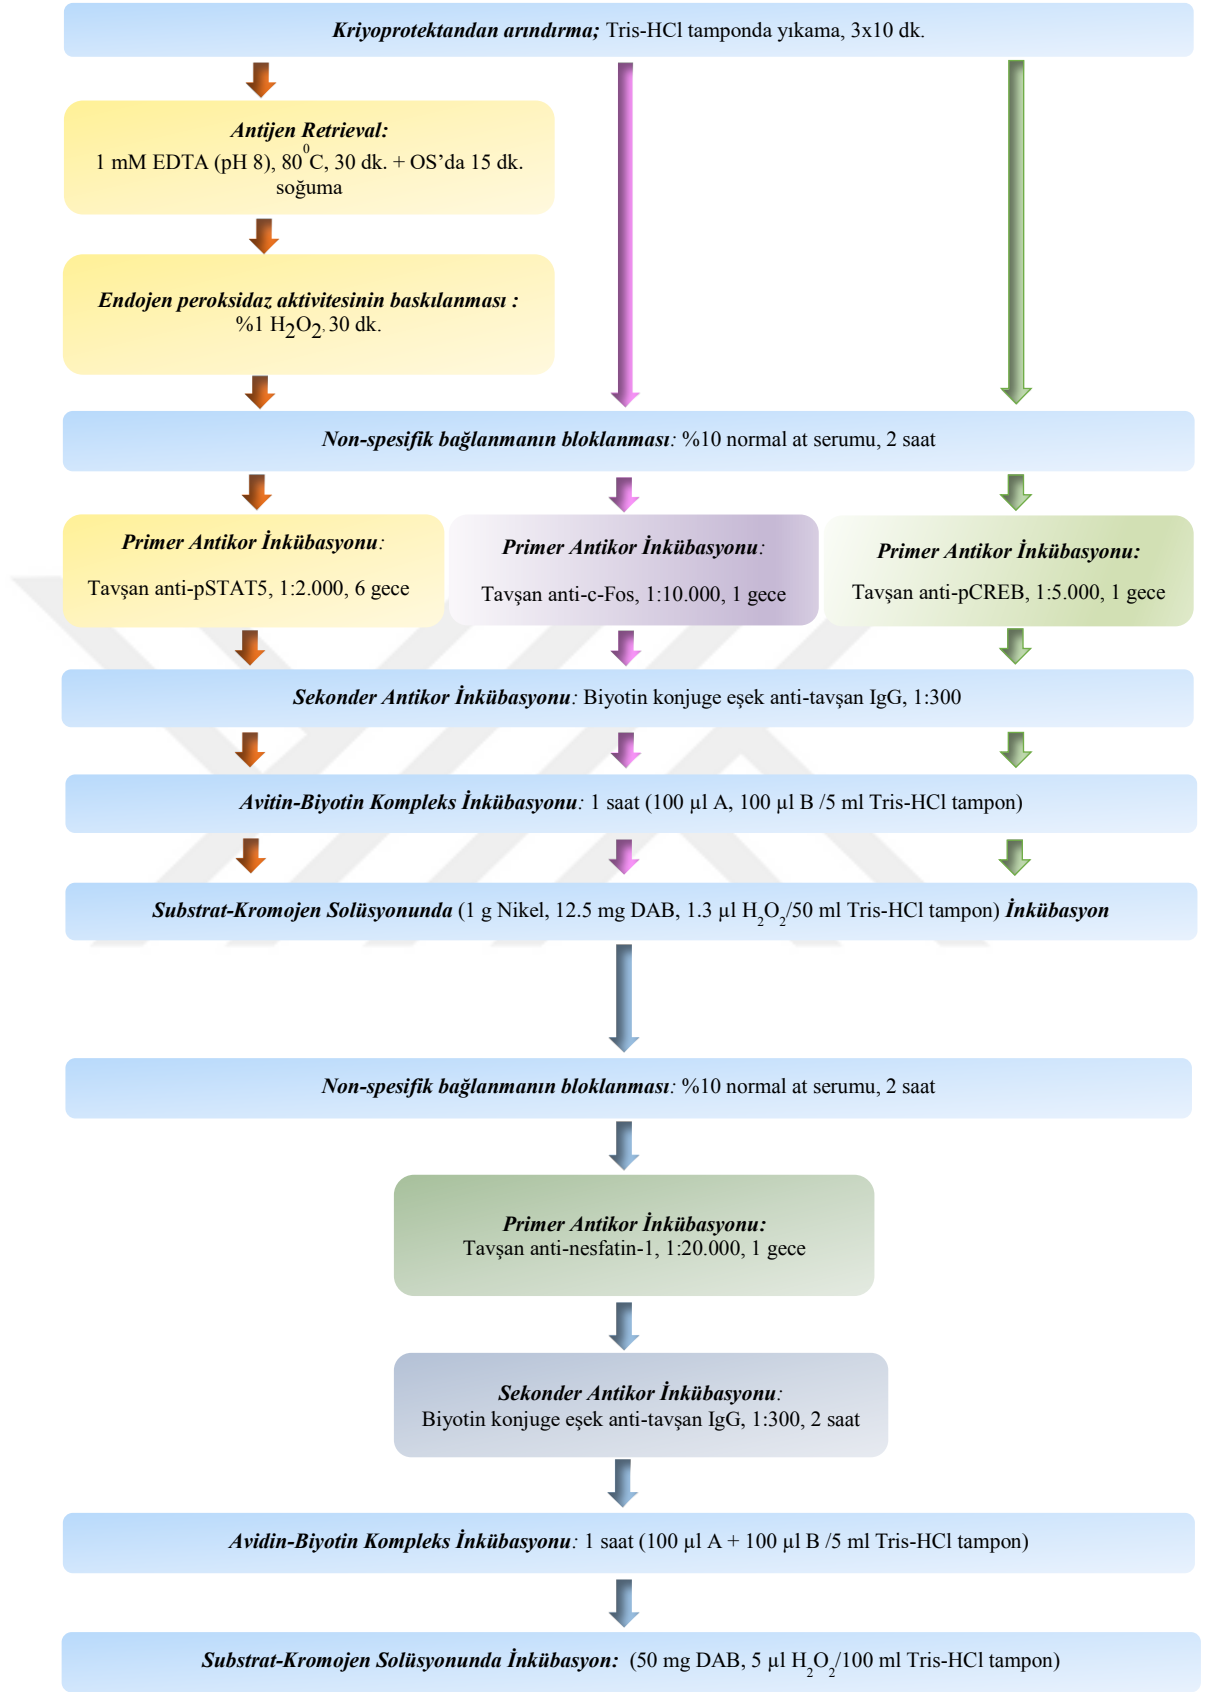 Kriyoprotektandan arındırma; Tris-HCl tamponda yıkama, 3x10 dk.
Antijen Retrieval:
1 mM EDTA (pH 8), 80⁰C, 30 dk. + OS’da 15 dk.
soğuma
Endojen peroksidaz aktivitesinin baskılanması :
%1 H₂O₂, 30 dk.
Non-spesifik bağlanmanın bloklanması: %10 normal at serumu, 2 saat
Primer Antikor İnkübasyonu:
Tavşan anti-pSTAT5, 1:2.000, 6 gece
Primer Antikor İnkübasyonu:
Tavşan anti-c-Fos, 1:10.000, 1 gece
Primer Antikor İnkübasyonu:
Tavşan anti-pCREB, 1:5.000, 1 gece
Sekonder Antikor İnkübasyonu: Biyotin konjuge eşek anti-tavşan IgG, 1:300
Avitin-Biyotin Kompleks İnkübasyonu: 1 saat (100 µl A, 100 µl B /5 ml Tris-HCl tampon)
Substrat-Kromojen Solüsyonunda (1 g Nikel, 12.5 mg DAB, 1.3 µl H₂O₂/50 ml Tris-HCl tampon) İnkübasyon
Non-spesifik bağlanmanın bloklanması: %10 normal at serumu, 2 saat
Primer Antikor İnkübasyonu:
Tavşan anti-nesfatin-1, 1:20.000, 1 gece
Sekonder Antikor İnkübasyonu:
Biyotin konjuge eşek anti-tavşan IgG, 1:300, 2 saat
Avidin-Biyotin Kompleks İnkübasyonu: 1 saat (100 µl A + 100 µl B /5 ml Tris-HCl tampon)
Substrat-Kromojen Solüsyonunda İnkübasyon: (50 mg DAB, 5 µl H₂O₂/100 ml Tris-HCl tampon)